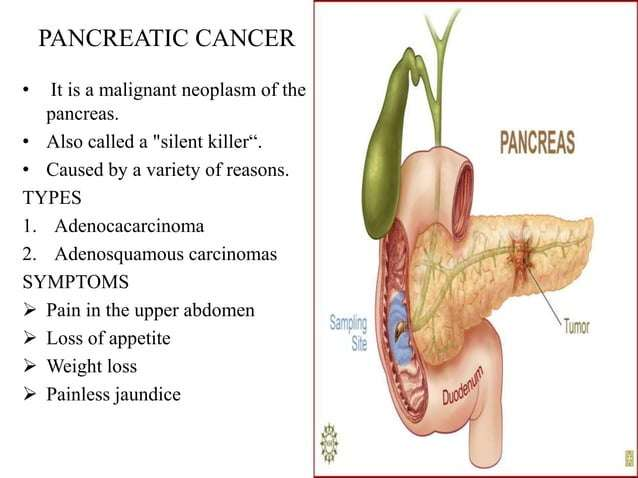 PANCREATIC CANCER
• It is a malignant neoplasm of the
pancreas.
• Also called a "silent killer“.
• Caused by a variety of reasons.
TYPES
1. Adenocacarcinoma
2. Adenosquamous carcinomas
SYMPTOMS
➢ Pain in the upper abdomen
➢ Loss of appetite
➢ Weight loss
➢ Painless jaundice
PANCREAS
Sampling
Site
Tumor
Duodenum